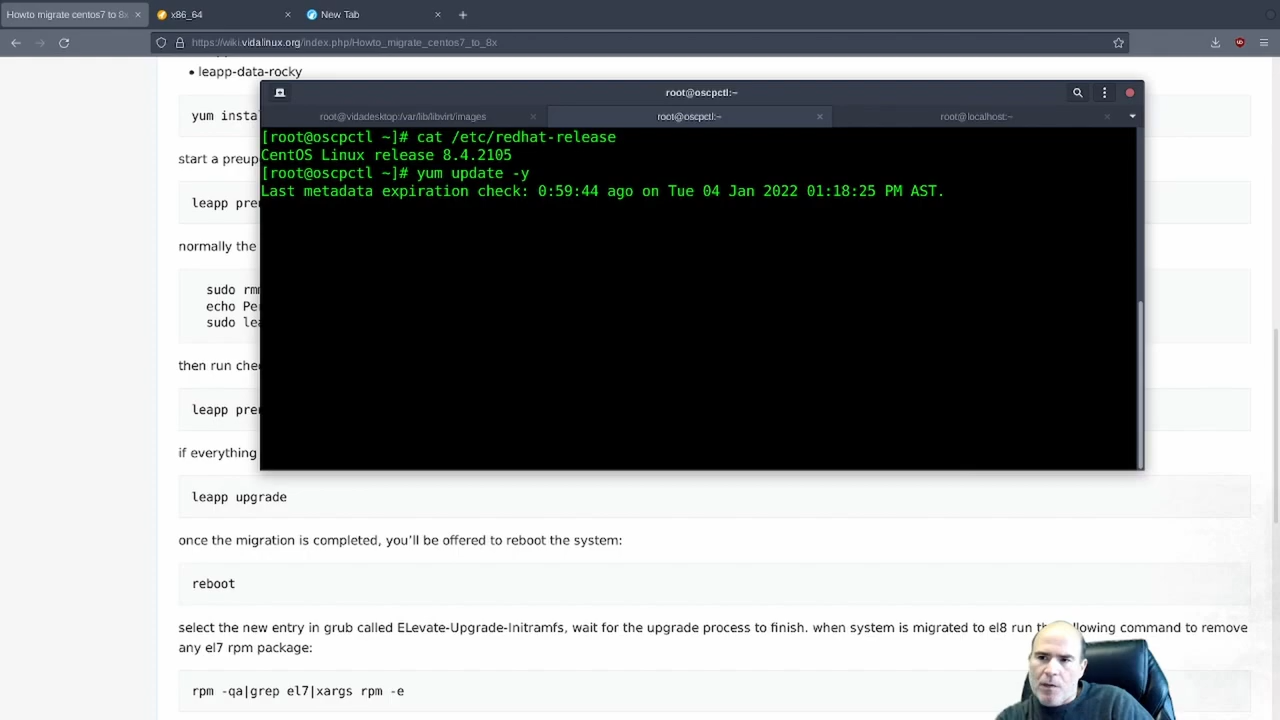 Howto migrate centos7 to 8x
x86_64
New Tab
https://wiki.vidalinux.org/index.php/Howto_migrate_centos7_to_8x
• leapp-data-rocky
yum insta
start a preup
leapp pre
normally the
sudo rm
echo Pe
sudo lea
then run che
leapp pre
if everything
root@oscpctl:~
root@vidadesktop:/var/lib/libvirt/images
root@oscpctl:~
root@localhost:~
[root@oscpctl ~]# cat /etc/redhat-release
CentOS Linux release 8.4.2105
[root@oscpctl ~]# yum update -y
Last metadata expiration check: 0:59:44 ago on Tue 04 Jan 2022 01:18:25 PM AST.
leapp upgrade
once the migration is completed, you'll be offered to reboot the system:
reboot
select the new entry in grub called ELevate-Upgrade-Initramfs, wait for the upgrade process to finish. when system is migrated to el8 run th llowing command to remove
any el7 rpm package:
rpm -qa|grep el7|xargs rpm -e